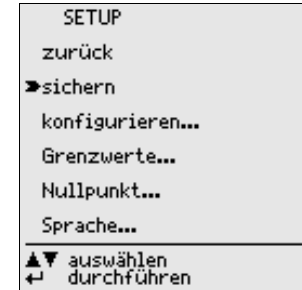 SETUP
zurück
sichern
konfigurieren...
Grenzwerte...
Nullpunkt...
Sprache...
▲▼ auswählen
↵ durchführen